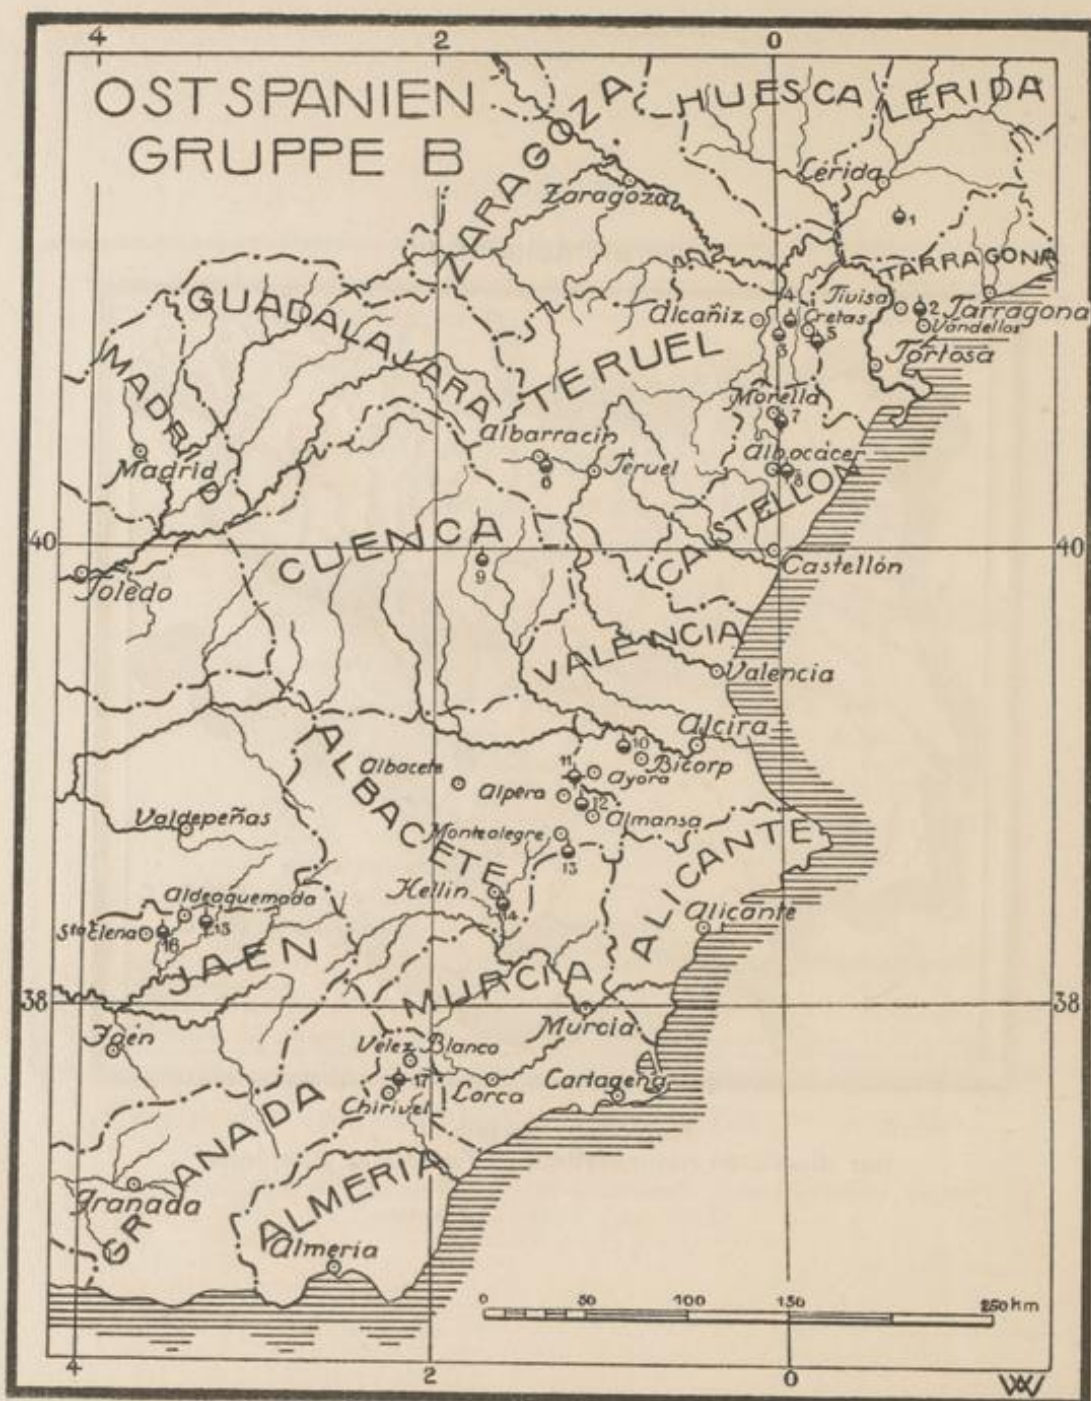 4 2 0
OSTSPANIEN
GRUPPE B
ZARAGOZA
HUESCA
LERIDA
Lérida
Zaragoza
1
TARRAGONA
GUADALAJARA
MADRID
TERUEL
Alcañiz
4
Tivisa
2
Tarragona
Cretas
Vandellos
3
5
Tortosa
Morella
7
Albarracin
Teruel
6
Albocácer
8
Madrid
CASTELLON
CUENCA
40
40
9
Castellón
Toledo
VALENCIA
Valencia
Alcira
10
Bicorp
ALBACETE
Albacete
11
Ayora
Alpera
12
Almansa
Valdepeñas
Montealegre
13
ALICANTE
Hellin
14
Aldeaquemada
15
Sta Elena
16
Alicante
JAEN
MURCIA
38
38
Murcia
Jaén
Vélez Blanco
17
Chirivel
Lorca
Cartagena
GRANADA
Granada
ALMERIA
Almería
0 50 100 150 250 km
4 2 0